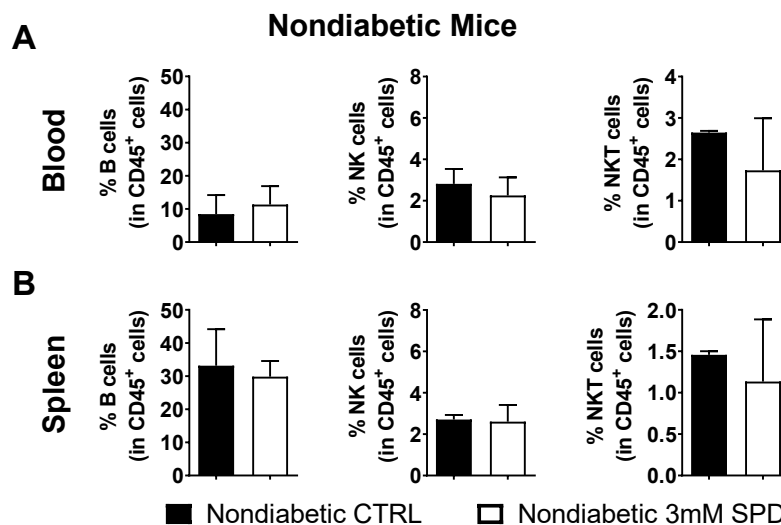 Nondiabetic Mice
A
Blood
% B cells
(in CD45⁺ cells)
50
40
30
20
10
0
% NK cells
(in CD45⁺ cells)
8
6
4
2
0
% NKT cells
(in CD45⁺ cells)
4
3
2
1
0
B
Spleen
% B cells
(in CD45⁺ cells)
50
40
30
20
10
0
% NK cells
(in CD45⁺ cells)
8
6
4
2
0
% NKT cells
(in CD45⁺ cells)
2.0
1.5
1.0
0.5
0.0
Nondiabetic CTRL
Nondiabetic 3mM SPD